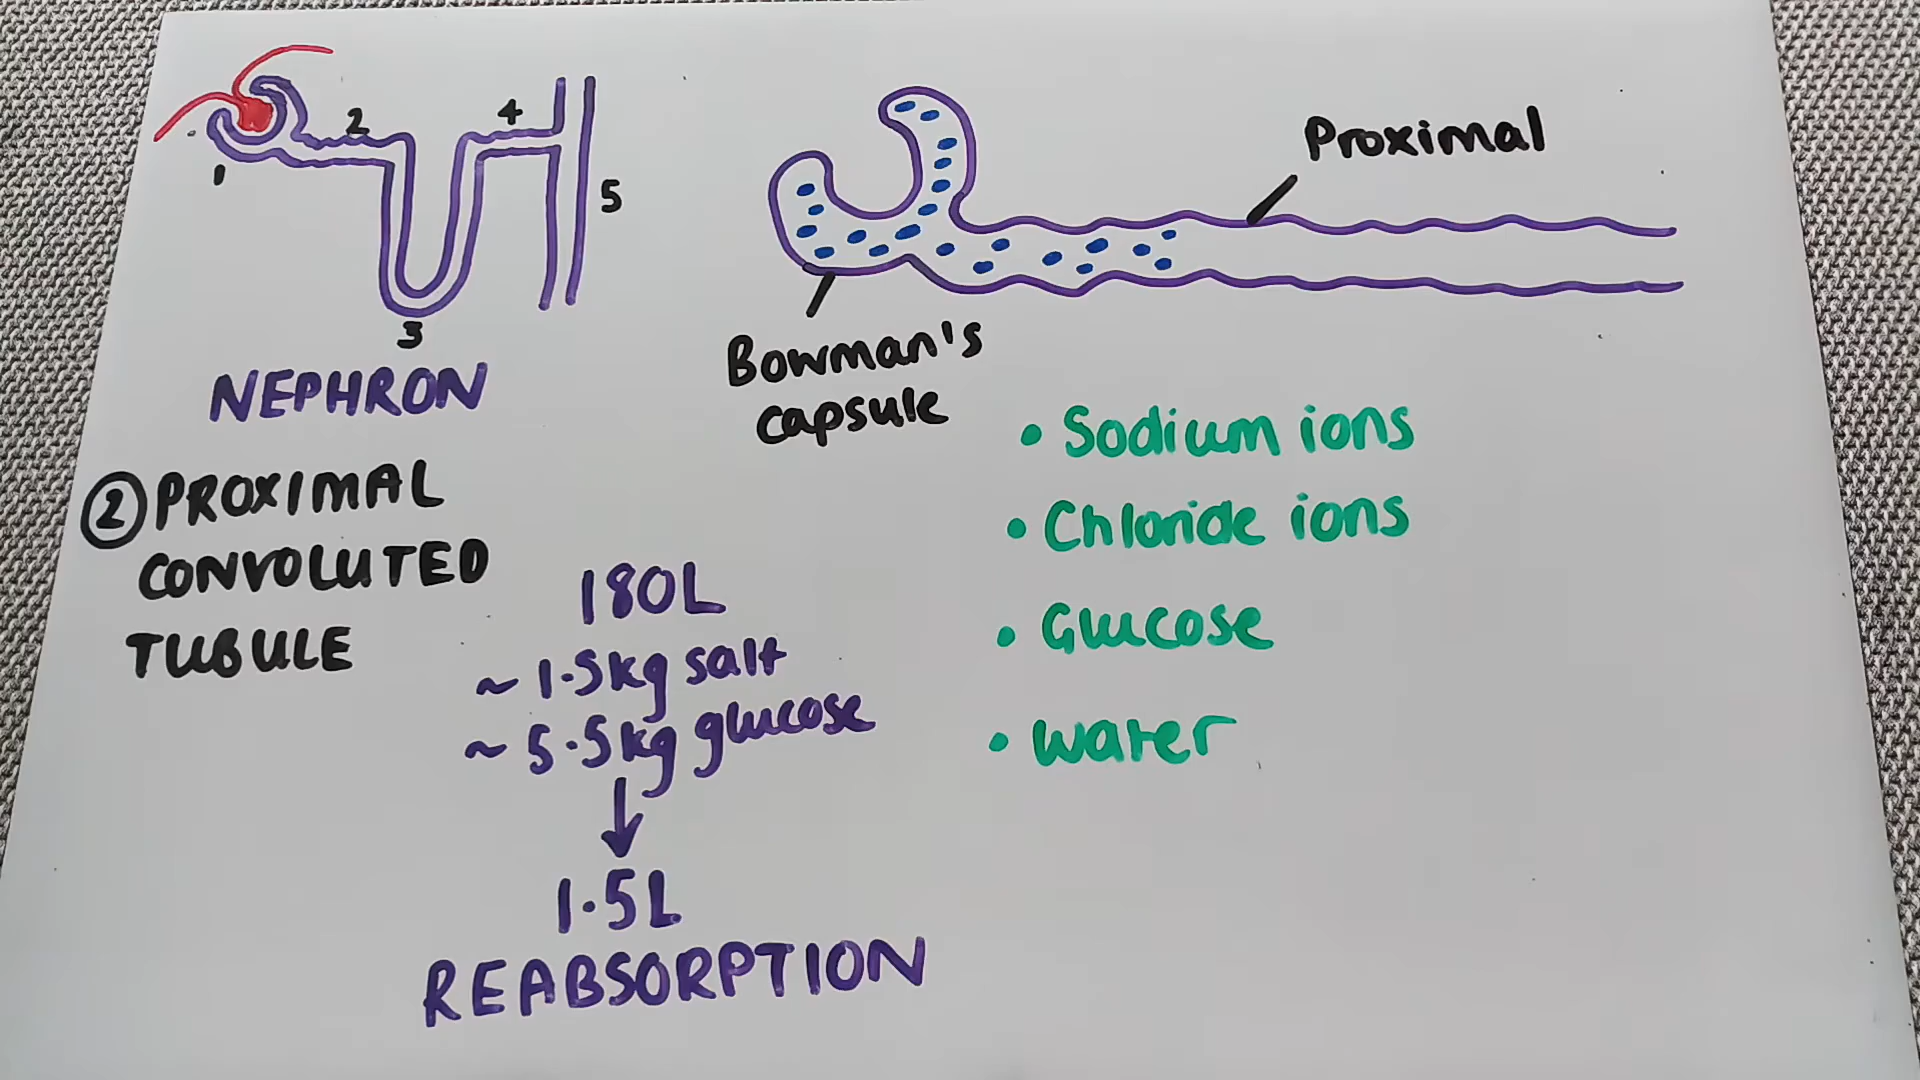 1
2
3
4
5
NEPHRON
② PROXIMAL
CONVOLUTED
TUBULE
180L
~ 1.5kg salt
~ 5.5kg glucose
↓
1.5L
REABSORPTION
Proximal
Bowman's
capsule
• Sodium ions
• Chloride ions
• Glucose
• Water